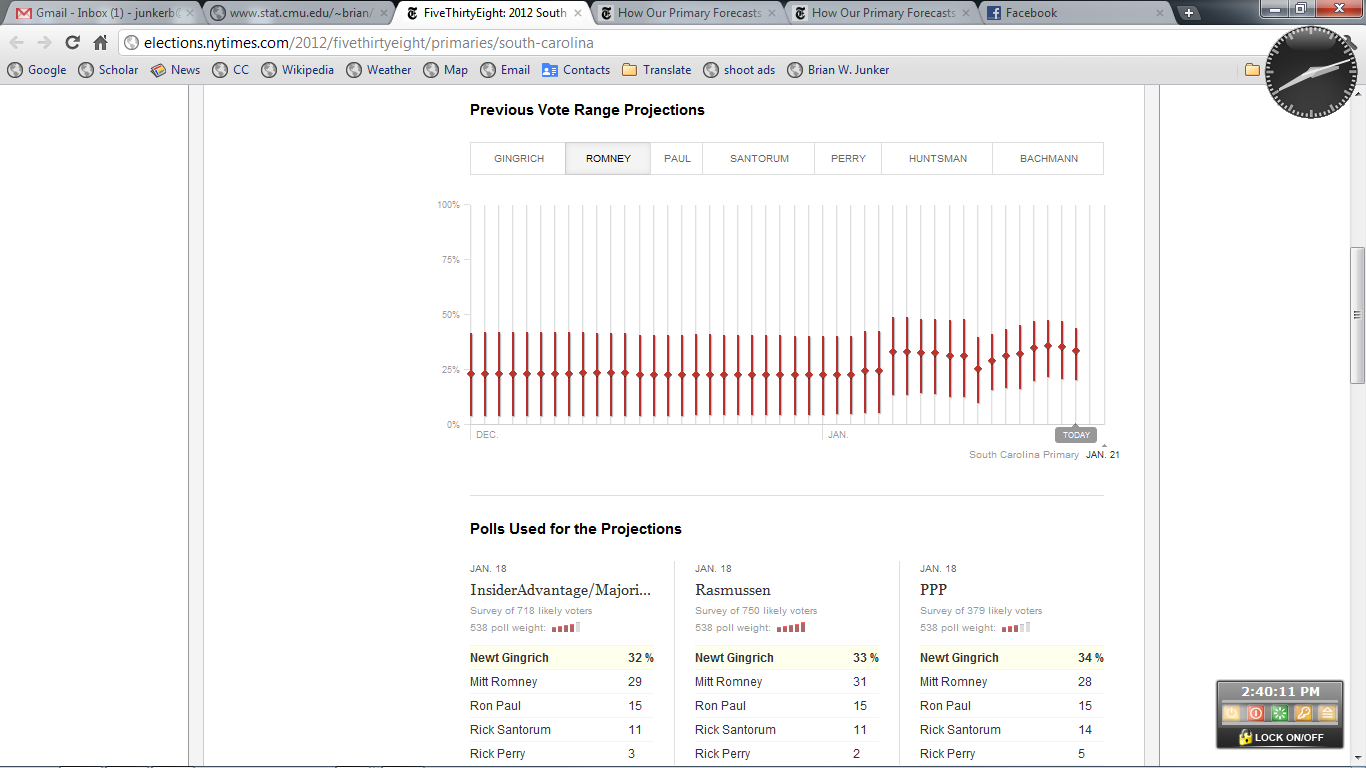 Gmail - Inbox (1) - junkerb@
www.stat.cmu.edu/~brian/
FiveThirtyEight: 2012 South
How Our Primary Forecasts
How Our Primary Forecasts
Facebook
elections.nytimes.com/2012/fivethirtyeight/primaries/south-carolina
Google Scholar News CC Wikipedia Weather Map Email Contacts Translate shoot ads Brian W. Junker
Previous Vote Range Projections
GINGRICH ROMNEY PAUL SANTORUM PERRY HUNTSMAN BACHMANN
100%
75%
50%
25%
0%
DEC. JAN. TODAY
South Carolina Primary JAN. 21
Polls Used for the Projections
JAN. 18
InsiderAdvantage/Majori...
Survey of 718 likely voters
538 poll weight:
Newt Gingrich 32 %
Mitt Romney 29
Ron Paul 15
Rick Santorum 11
Rick Perry 3
JAN. 18
Rasmussen
Survey of 750 likely voters
538 poll weight:
Newt Gingrich 33 %
Mitt Romney 31
Ron Paul 15
Rick Santorum 11
Rick Perry 2
JAN. 18
PPP
Survey of 379 likely voters
538 poll weight:
Newt Gingrich 34 %
Mitt Romney 28
Ron Paul 15
Rick Santorum 14
Rick Perry 5
2:40:11 PM
LOCK ON/OFF